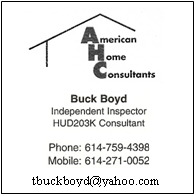 American
Home
Consultants
Buck Boyd
Independent Inspector
HUD203K Consultant
Phone: 614-759-4398
Mobile: 614-271-0052
tbuckboyd@yahoo.com